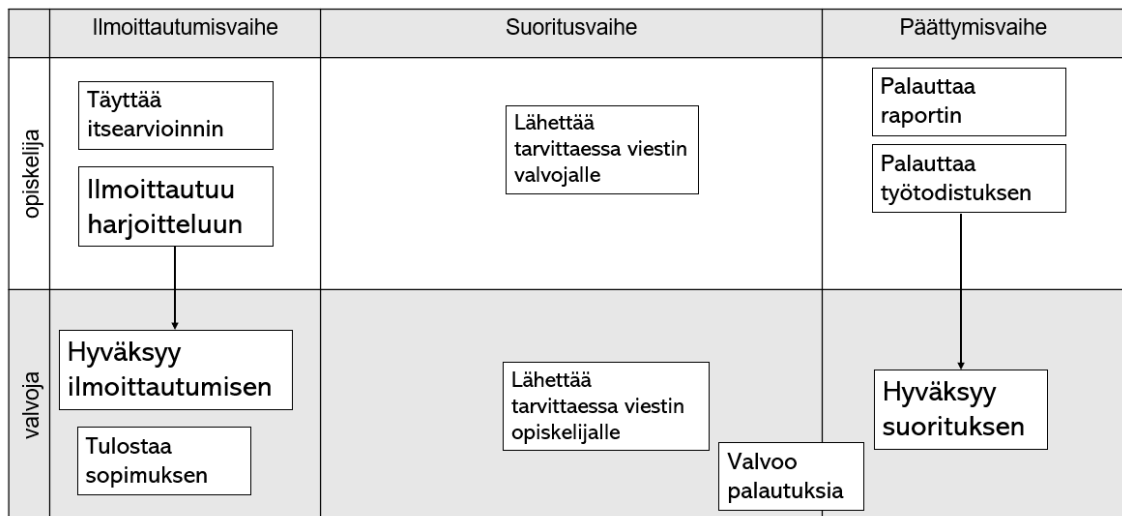 Ilmoittautumisvaihe
Suoritusvaihe
Päättymisvaihe
opiskelija
Täyttää
itsearvioinnin
Ilmoittautuu
harjoitteluun
Lähettää
tarvittaessa viestin
valvojalle
Palauttaa
raportin
Palauttaa
työtodistuksen
valvoja
Hyväksyy
ilmoittautumisen
Tulostaa
sopimuksen
Lähettää
tarvittaessa viestin
opiskelijalle
Valvoo
palautuksia
Hyväksyy
suorituksen